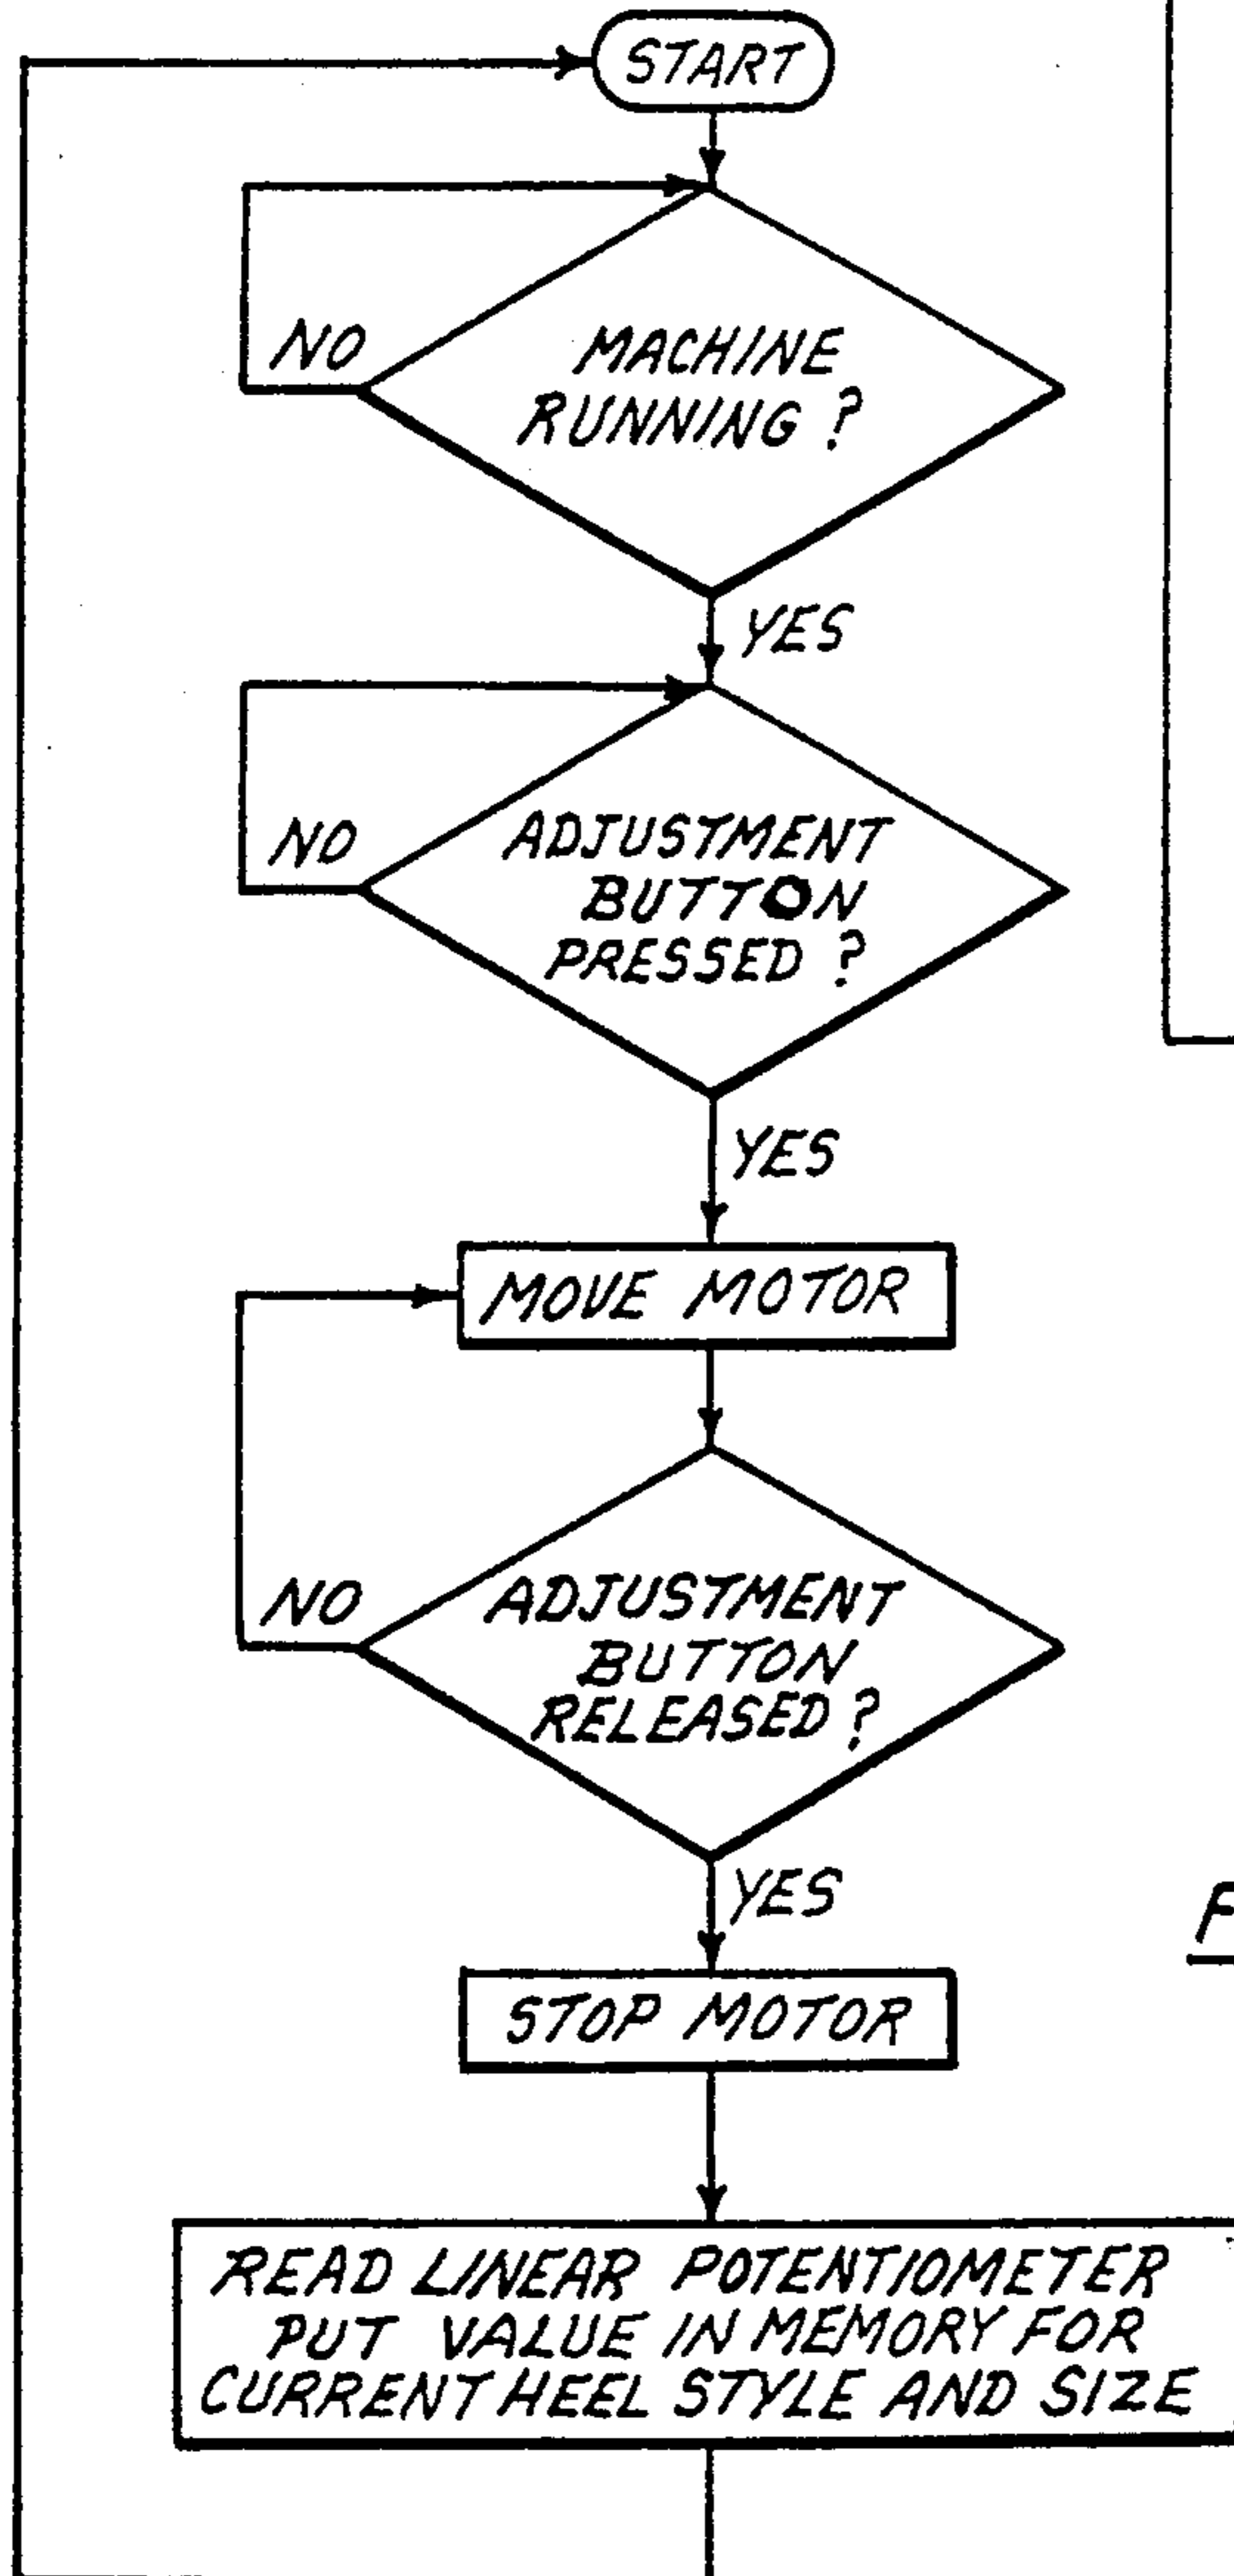 START
MACHINE
RUNNING ?
NO
YES
ADJUSTMENT
BUTTON
PRESSED ?
NO
YES
MOVE MOTOR
ADJUSTMENT
BUTTON
RELEASED ?
NO
YES
STOP MOTOR
READ LINEAR POTENTIOMETER
PUT VALUE IN MEMORY FOR
CURRENT HEEL STYLE AND SIZE